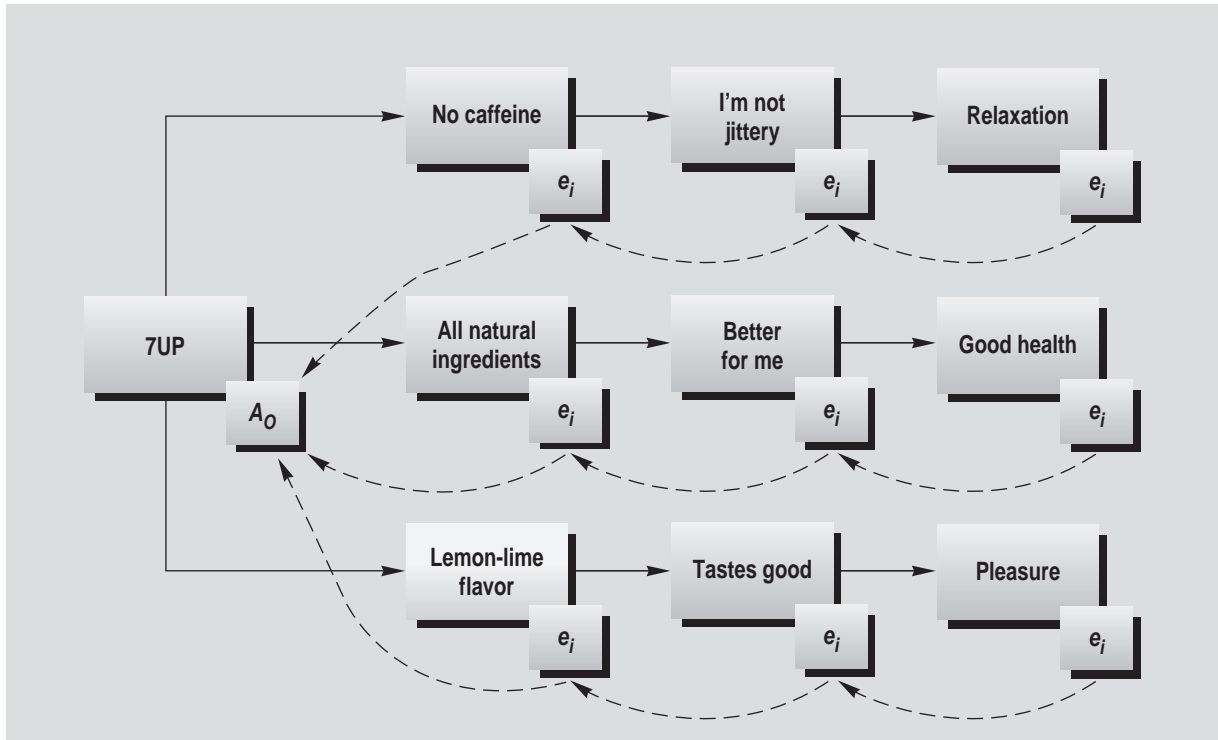 No caffeine
I'm not
jittery
Relaxation
e_i
e_i
e_i
7UP
A_O
All natural
ingredients
Better
for me
Good health
e_i
e_i
e_i
Lemon-lime
flavor
Tastes good
Pleasure
e_i
e_i
e_i